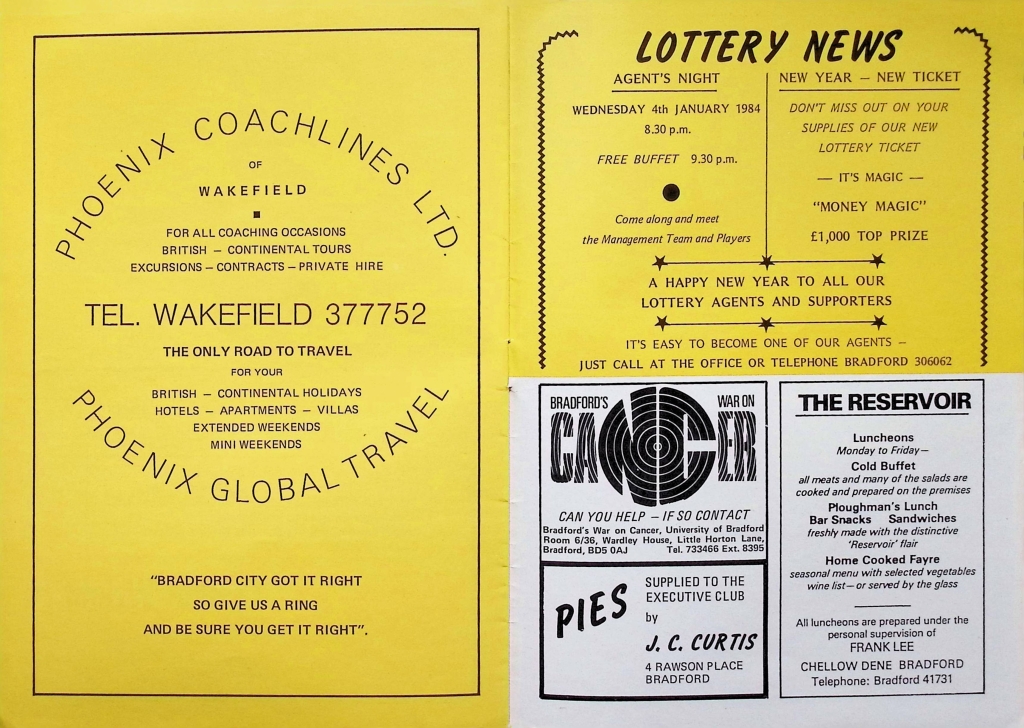 PHOENIX COACHLINES LTD.
OF
WAKEFIELD
FOR ALL COACHING OCCASIONS
BRITISH — CONTINENTAL TOURS
EXCURSIONS — CONTRACTS — PRIVATE HIRE
TEL. WAKEFIELD 377752
THE ONLY ROAD TO TRAVEL
FOR YOUR
BRITISH — CONTINENTAL HOLIDAYS
HOTELS — APARTMENTS — VILLAS
EXTENDED WEEKENDS
MINI WEEKENDS
PHOENIX GLOBAL TRAVEL
"BRADFORD CITY GOT IT RIGHT
SO GIVE US A RING
AND BE SURE YOU GET IT RIGHT".
LOTTERY NEWS
AGENT'S NIGHT
WEDNESDAY 4th JANUARY 1984
8.30 p.m.
FREE BUFFET 9.30 p.m.
Come along and meet
the Management Team and Players
NEW YEAR — NEW TICKET
DON'T MISS OUT ON YOUR
SUPPLIES OF OUR NEW
LOTTERY TICKET
— IT'S MAGIC —
"MONEY MAGIC"
£1,000 TOP PRIZE
A HAPPY NEW YEAR TO ALL OUR
LOTTERY AGENTS AND SUPPORTERS
IT'S EASY TO BECOME ONE OF OUR AGENTS —
JUST CALL AT THE OFFICE OR TELEPHONE BRADFORD 306062
BRADFORD'S WAR ON
CANCER
CAN YOU HELP — IF SO CONTACT
Bradford's War on Cancer, University of Bradford
Room 6/36, Wardley House, Little Horton Lane,
Bradford, BD5 0AJ Tel. 733466 Ext. 8395
PIES
SUPPLIED TO THE
EXECUTIVE CLUB
by
J. C. CURTIS
4 RAWSON PLACE
BRADFORD
THE RESERVOIR
Luncheons
Monday to Friday—
Cold Buffet
all meats and many of the salads are
cooked and prepared on the premises
Ploughman's Lunch
Bar Snacks Sandwiches
freshly made with the distinctive
'Reservoir' flair
Home Cooked Fayre
seasonal menu with selected vegetables
wine list—or served by the glass
All luncheons are prepared under the
personal supervision of
FRANK LEE
CHELLOW DENE BRADFORD
Telephone: Bradford 41731